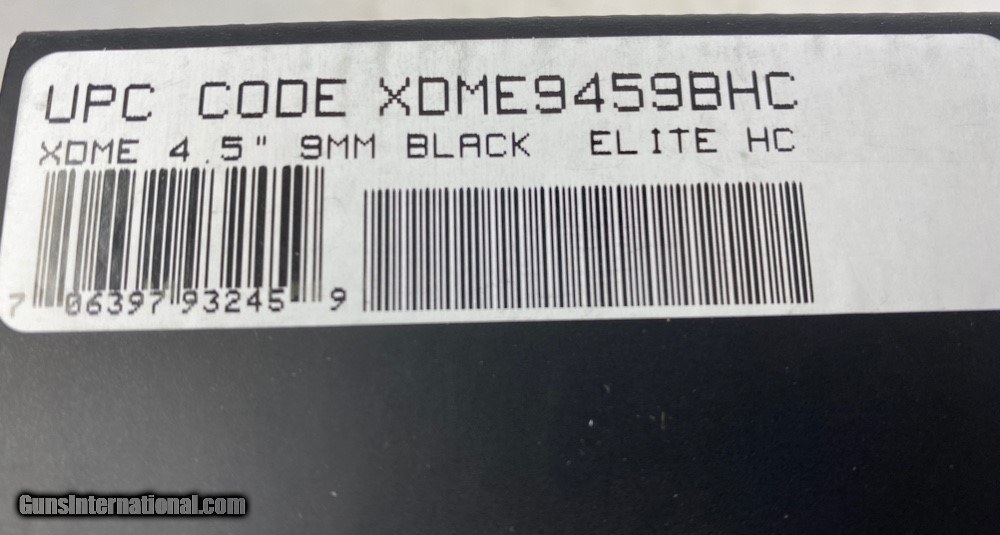 UPC CODE XDME9459BHC
XDME 4.5" 9MM BLACK ELITE HC
7 06397 93245 9
GunsInternational.com